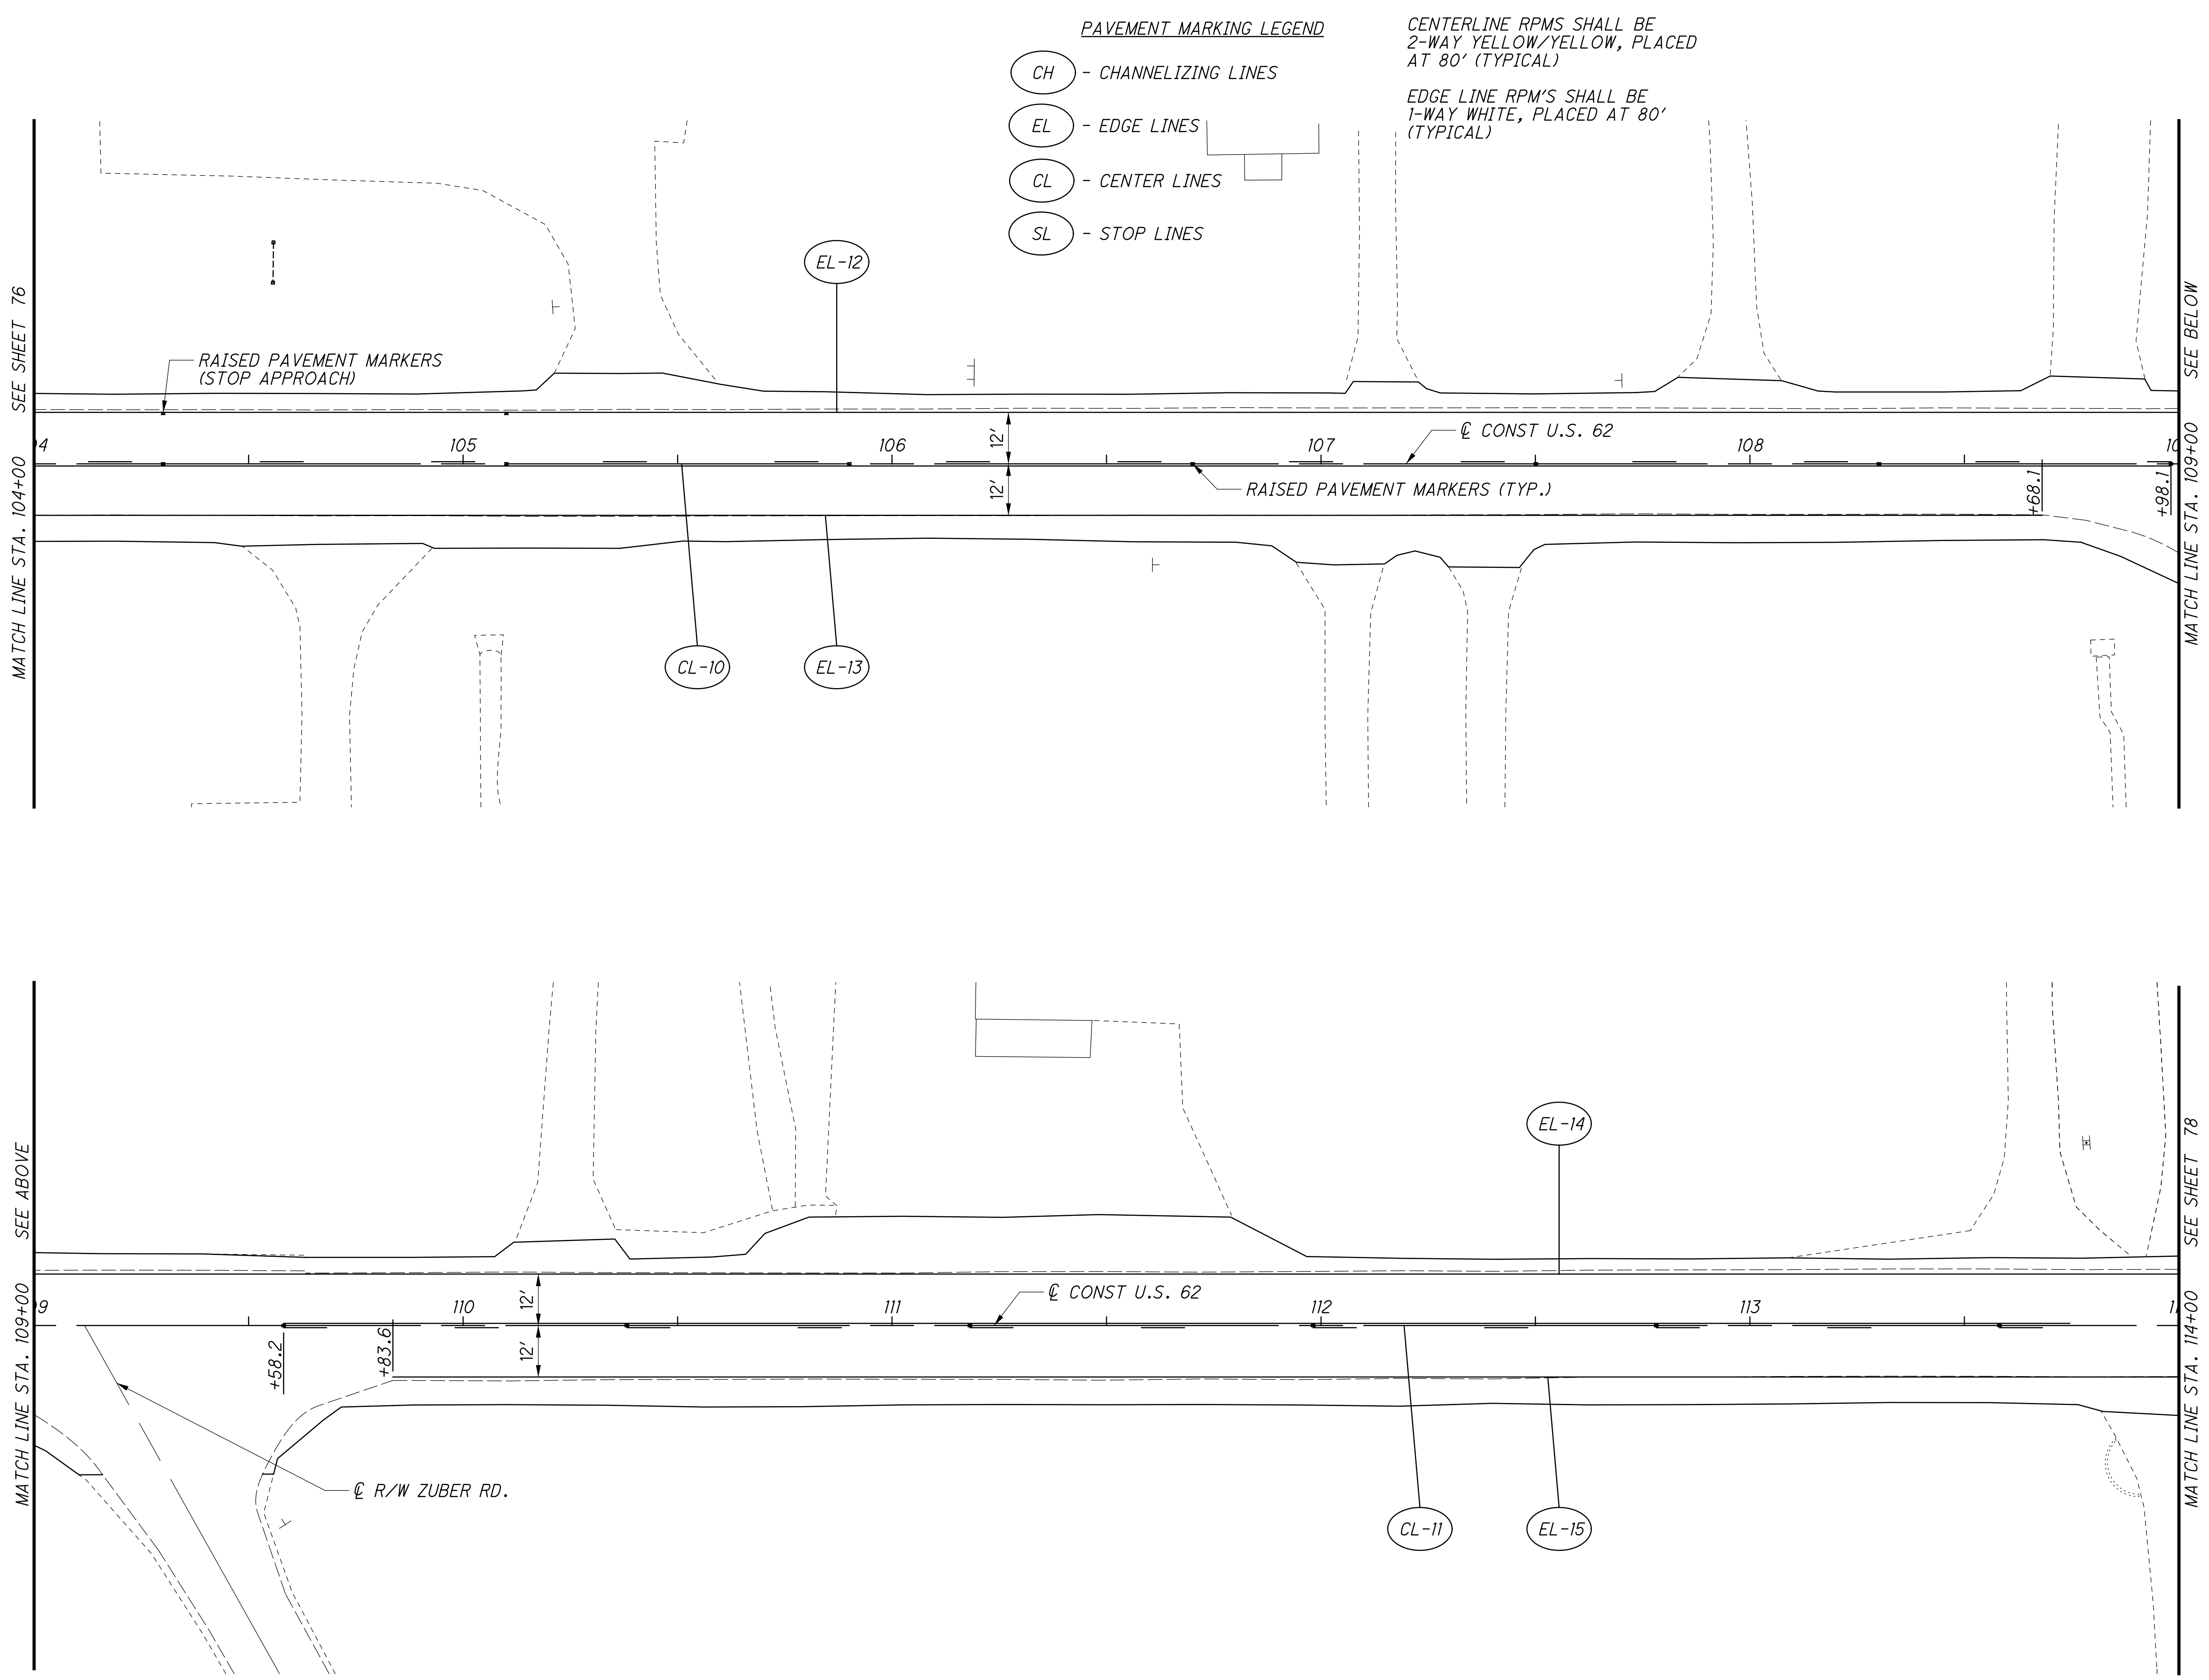 PAVEMENT MARKING LEGEND
CH - CHANNELIZING LINES
EL - EDGE LINES
CL - CENTER LINES
SL - STOP LINES
CENTERLINE RPMS SHALL BE
2-WAY YELLOW/YELLOW, PLACED
AT 80' (TYPICAL)
EDGE LINE RPM'S SHALL BE
1-WAY WHITE, PLACED AT 80'
(TYPICAL)
MATCH LINE STA. 104+00 SEE SHEET 76
RAISED PAVEMENT MARKERS
(STOP APPROACH)
EL-12
04 105 106 107 108 10
12'
12'
℄ CONST U.S. 62
RAISED PAVEMENT MARKERS (TYP.)
+68.1
+98.1
CL-10
EL-13
MATCH LINE STA. 109+00 SEE BELOW
MATCH LINE STA. 109+00 SEE ABOVE
EL-14
09 110 111 112 113 11
12'
12'
℄ CONST U.S. 62
+58.2
+83.6
℄ R/W ZUBER RD.
CL-11
EL-15
MATCH LINE STA. 114+00 SEE SHEET 78